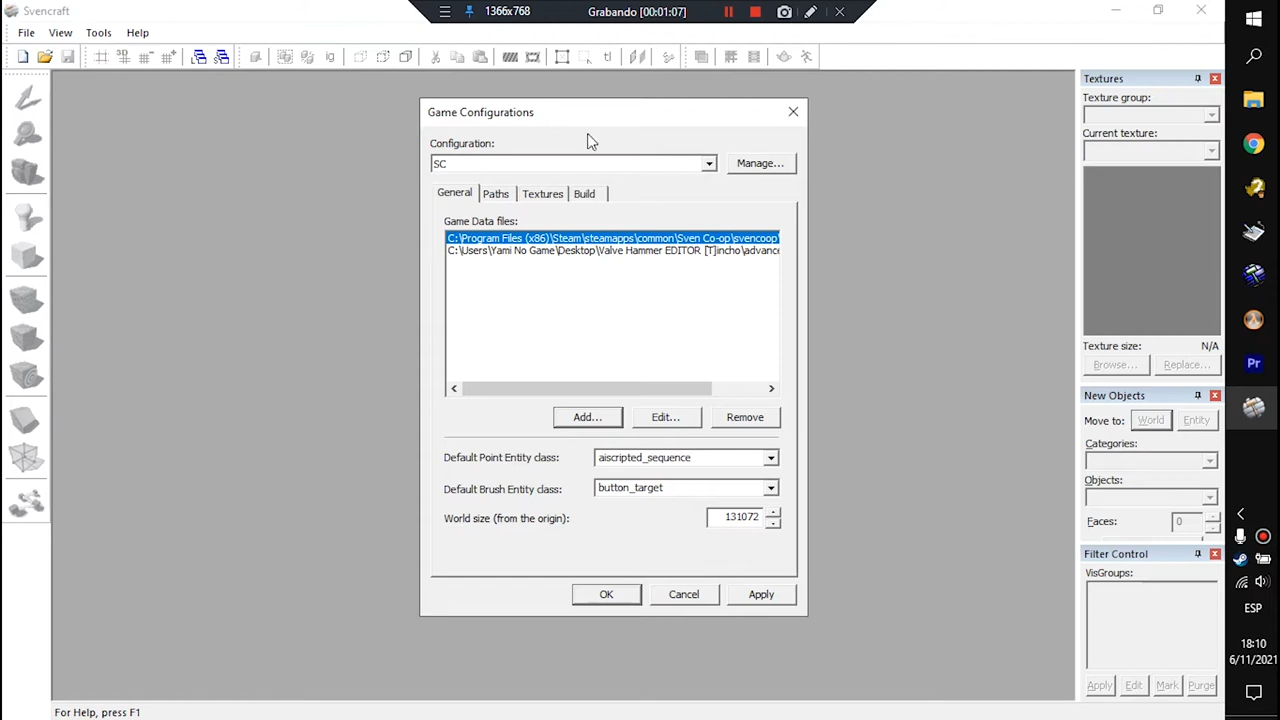 1366x768
Grabando [00:01:07]
Svencraft
File View Tools Help
Game Configurations
Configuration:
SC
Manage...
General Paths Textures Build
Game Data files:
C:\Program Files (x86)\Steam\steamapps\common\Sven Co-op\svencoop\
C:\Users\Yami No Game\Desktop\Valve Hammer EDITOR [T]incho\advance
Add... Edit... Remove
Default Point Entity class: aiscripted_sequence
Default Brush Entity class: button_target
World size (from the origin): 131072
OK Cancel Apply
Textures
Texture group:
Current texture:
Texture size: N/A
Browse... Replace...
New Objects
Move to: World Entity
Categories:
Objects:
Faces: 0
Filter Control
VisGroups:
Apply Edit Mark Purge
For Help, press F1
Pr
ESP
18:10
6/11/2021